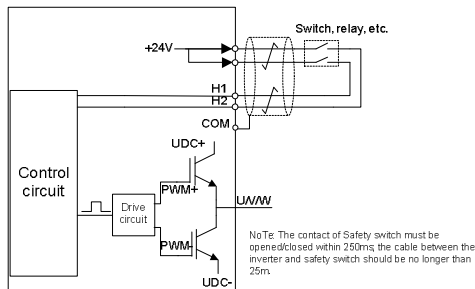 Switch, relay, etc.
+24V
H1
H2
COM
UDC+
Control
circuit
PWM+
Drive
circuit
U/V/W
PWM-
NoTe: The contact of Safety switch must be
opened/closed within 250ms; the cable between the
inverter and safety switch should be no longer than
25m.
UDC-